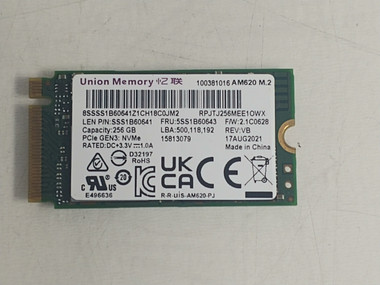 Union Memory 忆联 100381016 AM620 M.2
8SSSS1B60641Z1CH18C0JM2 RPJTJ256MEE1OWX
LEN P/N:SSS1B60641 FRU:5SS1B60643 F/W:2.1C0628
Capacity:256 GB LBA:500,118,192 REV:VB
PCIe GEN3: NVMe 15813079 17AUG2021
RATED:DC+3.3V⎓1.0A Assembled in China
D32197
RoHS
20
UK
CA
CE
E496636
R-R-UiS-AM620-PJ